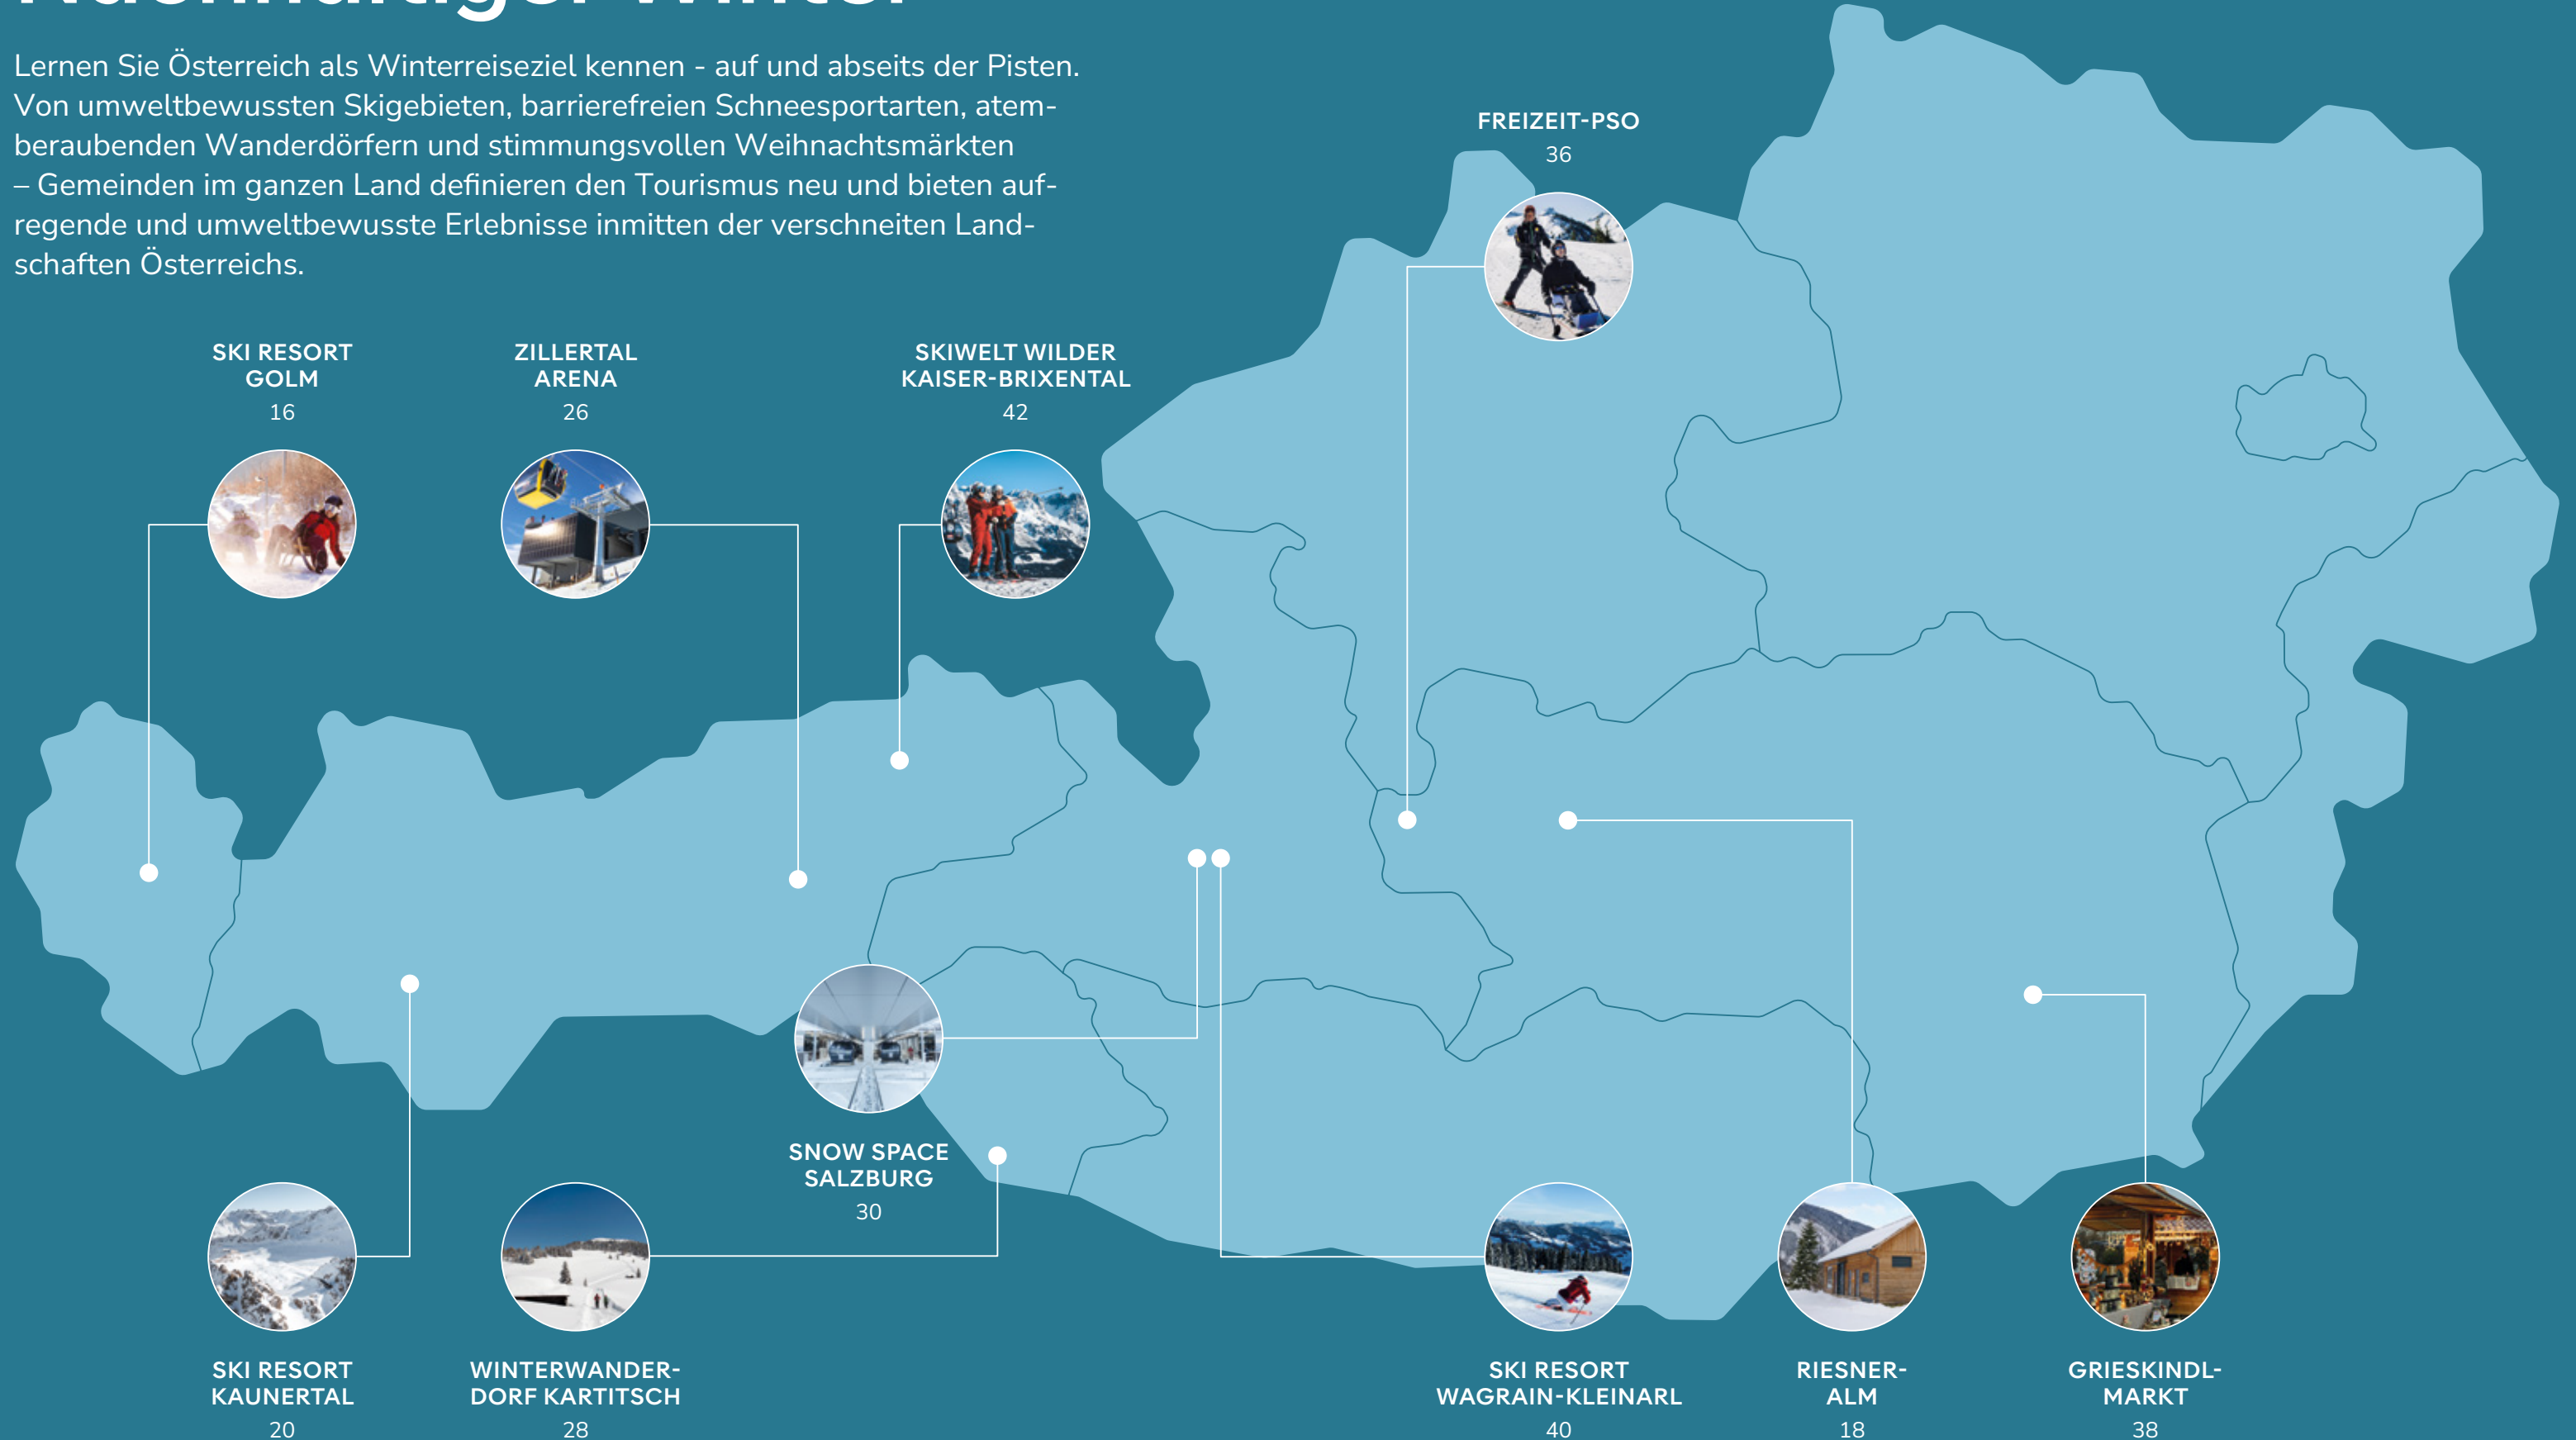 Nachhaltiger Winter
Lernen Sie Österreich als Winterreiseziel kennen - auf und abseits der Pisten.
Von umweltbewussten Skigebieten, barrierefreien Schneesportarten, atem-
beraubenden Wanderdörfern und stimmungsvollen Weihnachtsmärkten
– Gemeinden im ganzen Land definieren den Tourismus neu und bieten auf-
regende und umweltbewusste Erlebnisse inmitten der verschneiten Land-
schaften Österreichs.
FREIZEIT-PSO
36
SKI RESORT
GOLM
16
ZILLERTAL
ARENA
26
SKIWELT WILDER
KAISER-BRIXENTAL
42
SNOW SPACE
SALZBURG
30
SKI RESORT
KAUNERTAL
20
WINTERWANDER-
DORF KARTITSCH
28
SKI RESORT
WAGRAIN-KLEINARL
40
RIESNER-
ALM
18
GRIESKINDL-
MARKT
38